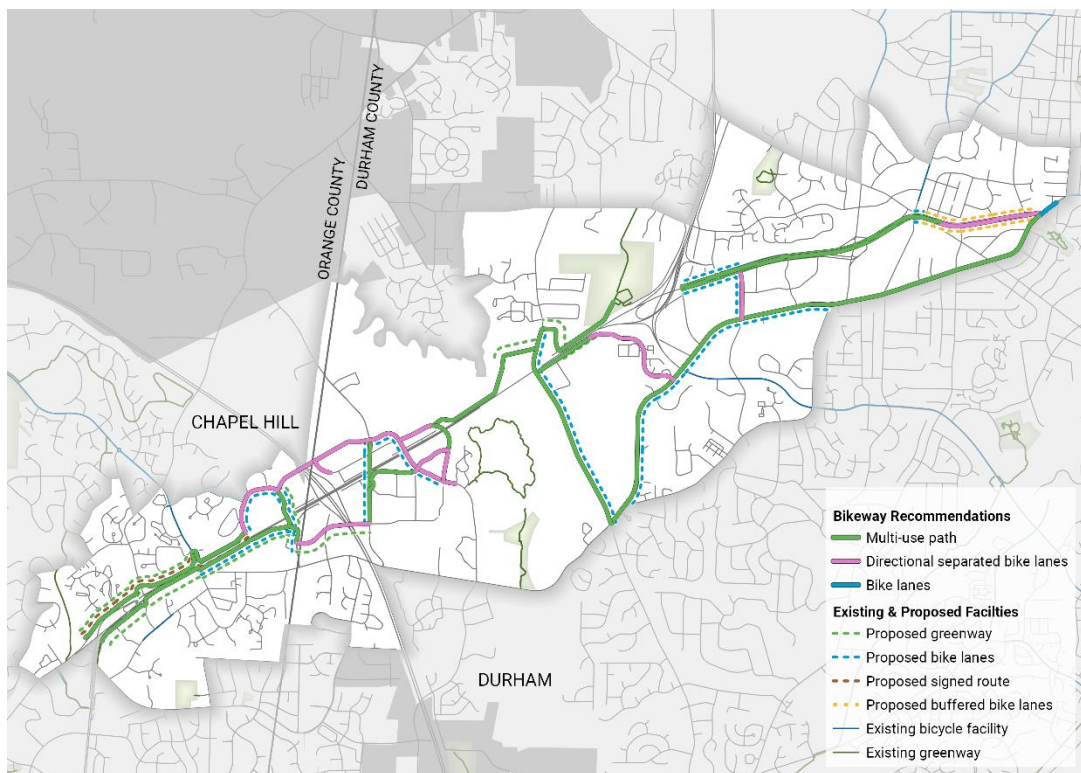 DURHAM COUNTY
ORANGE COUNTY
CHAPEL HILL
DURHAM
Bikeway Recommendations
Multi-use path
Directional separated bike lanes
Bike lanes
Existing & Proposed Facilties
Proposed greenway
Proposed bike lanes
Proposed signed route
Proposed buffered bike lanes
Existing bicycle facility
Existing greenway